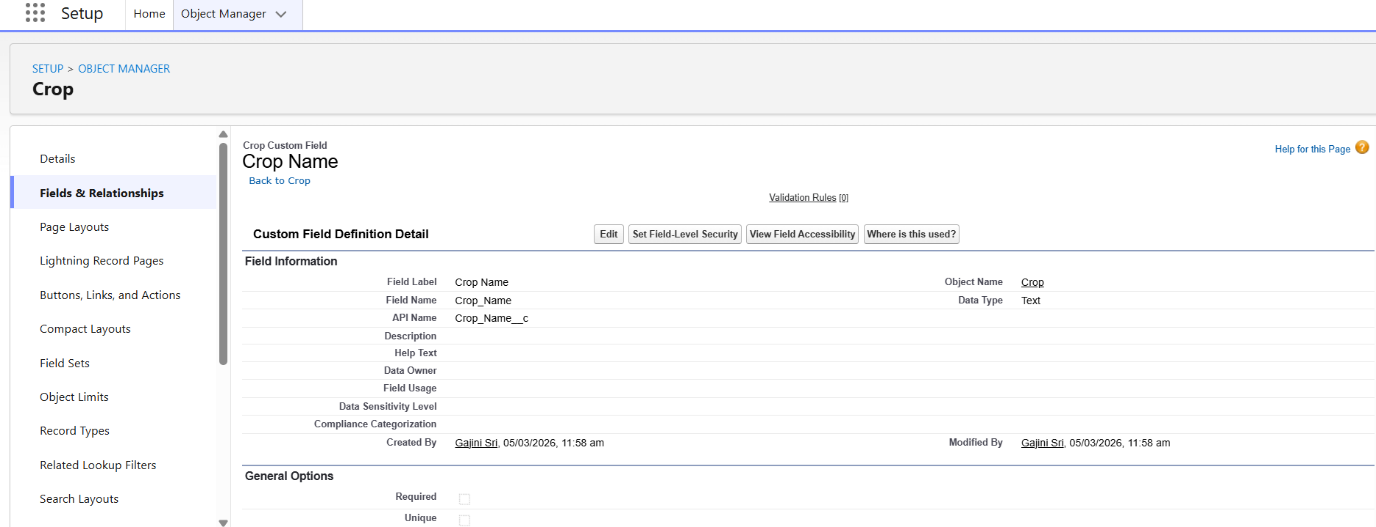 Setup Home Object Manager
SETUP > OBJECT MANAGER
Crop
Details
Fields & Relationships
Page Layouts
Lightning Record Pages
Buttons, Links, and Actions
Compact Layouts
Field Sets
Object Limits
Record Types
Related Lookup Filters
Search Layouts
Crop Custom Field
Crop Name
Back to Crop
Help for this Page ?
Validation Rules [0]
Custom Field Definition Detail Edit Set Field-Level Security View Field Accessibility Where is this used?
Field Information
Field Label Crop Name Object Name Crop
Field Name Crop_Name Data Type Text
API Name Crop_Name__c
Description
Help Text
Data Owner
Field Usage
Data Sensitivity Level
Compliance Categorization
Created By Gajini Sri, 05/03/2026, 11:58 am Modified By Gajini Sri, 05/03/2026, 11:58 am
General Options
Required
Unique